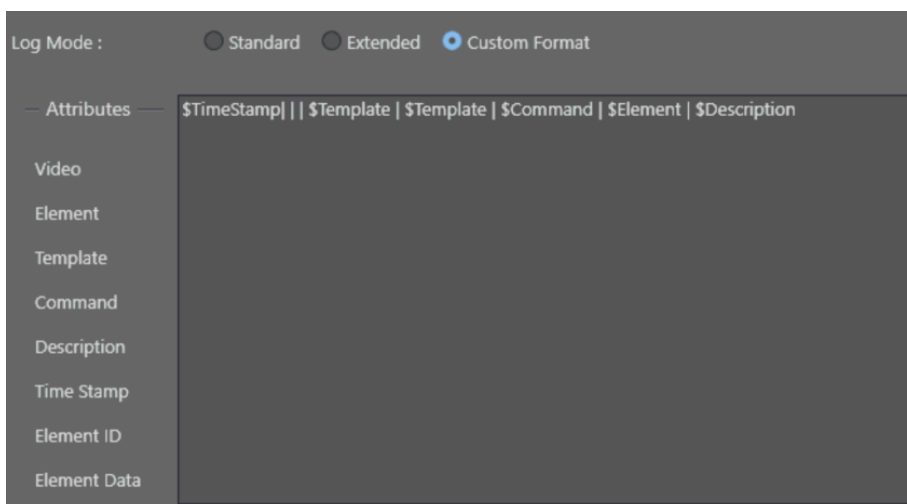 Log Mode : Standard Extended Custom Format
Attributes
$TimeStamp| | | $Template | $Template | $Command | $Element | $Description
Video
Element
Template
Command
Description
Time Stamp
Element ID
Element Data